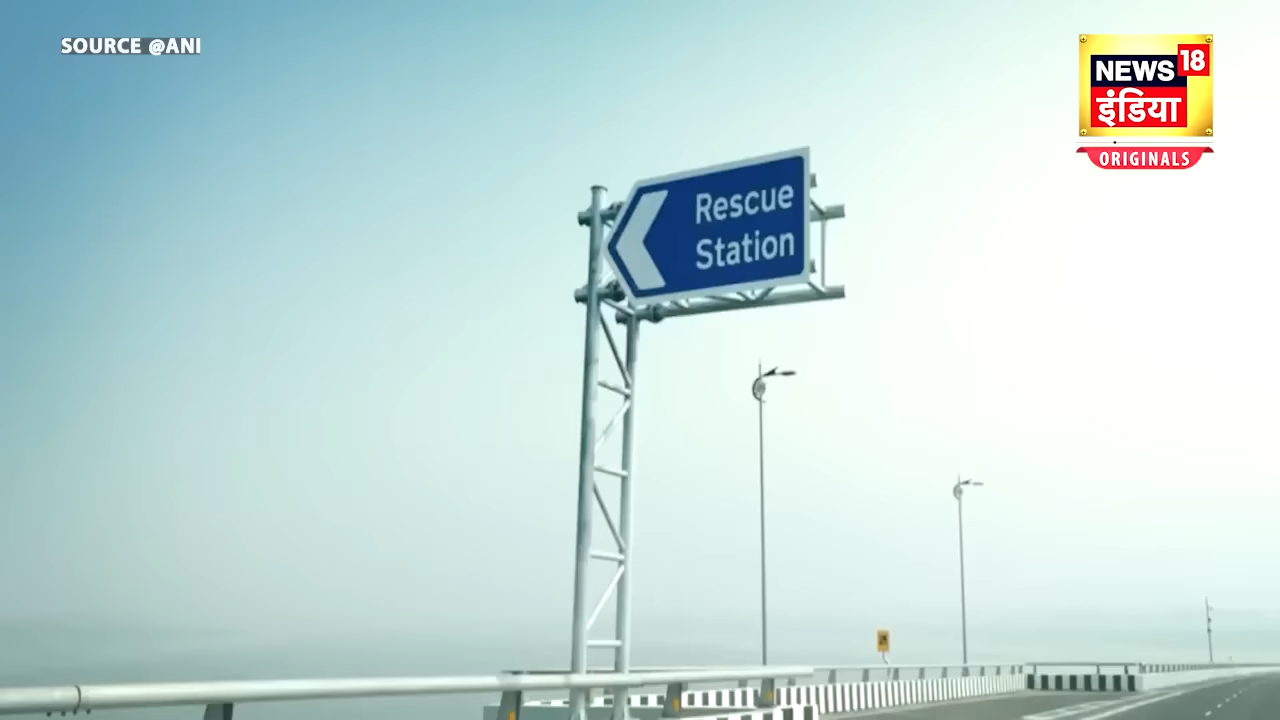 SOURCE @ANI
NEWS 18
इंडिया
ORIGINALS
Rescue
Station